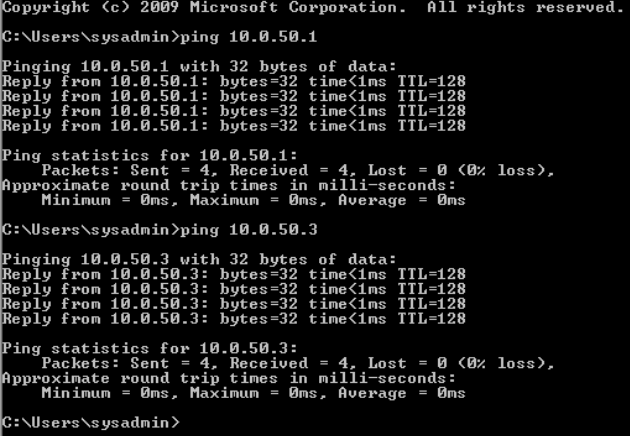 Copyright (c) 2009 Microsoft Corporation.  All rights reserved.
C:\Users\sysadmin>ping 10.0.50.1
Pinging 10.0.50.1 with 32 bytes of data:
Reply from 10.0.50.1: bytes=32 time<1ms TTL=128
Reply from 10.0.50.1: bytes=32 time<1ms TTL=128
Reply from 10.0.50.1: bytes=32 time<1ms TTL=128
Reply from 10.0.50.1: bytes=32 time<1ms TTL=128
Ping statistics for 10.0.50.1:
    Packets: Sent = 4, Received = 4, Lost = 0 (0% loss),
Approximate round trip times in milli-seconds:
    Minimum = 0ms, Maximum = 0ms, Average = 0ms
C:\Users\sysadmin>ping 10.0.50.3
Pinging 10.0.50.3 with 32 bytes of data:
Reply from 10.0.50.3: bytes=32 time<1ms TTL=128
Reply from 10.0.50.3: bytes=32 time<1ms TTL=128
Reply from 10.0.50.3: bytes=32 time<1ms TTL=128
Reply from 10.0.50.3: bytes=32 time<1ms TTL=128
Ping statistics for 10.0.50.3:
    Packets: Sent = 4, Received = 4, Lost = 0 (0% loss),
Approximate round trip times in milli-seconds:
    Minimum = 0ms, Maximum = 0ms, Average = 0ms
C:\Users\sysadmin>